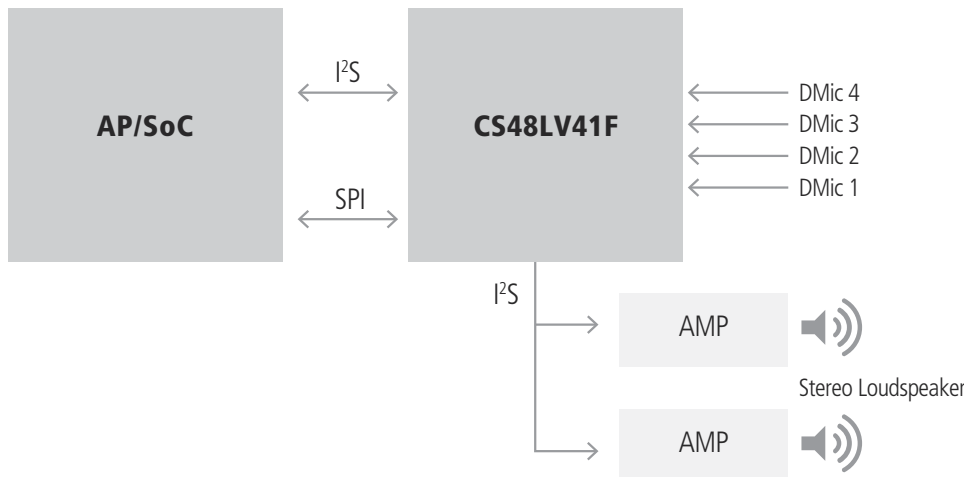 AP/SoC
I²S
SPI
CS48LV41F
DMic 4
DMic 3
DMic 2
DMic 1
I²S
AMP
Stereo Loudspeaker
AMP